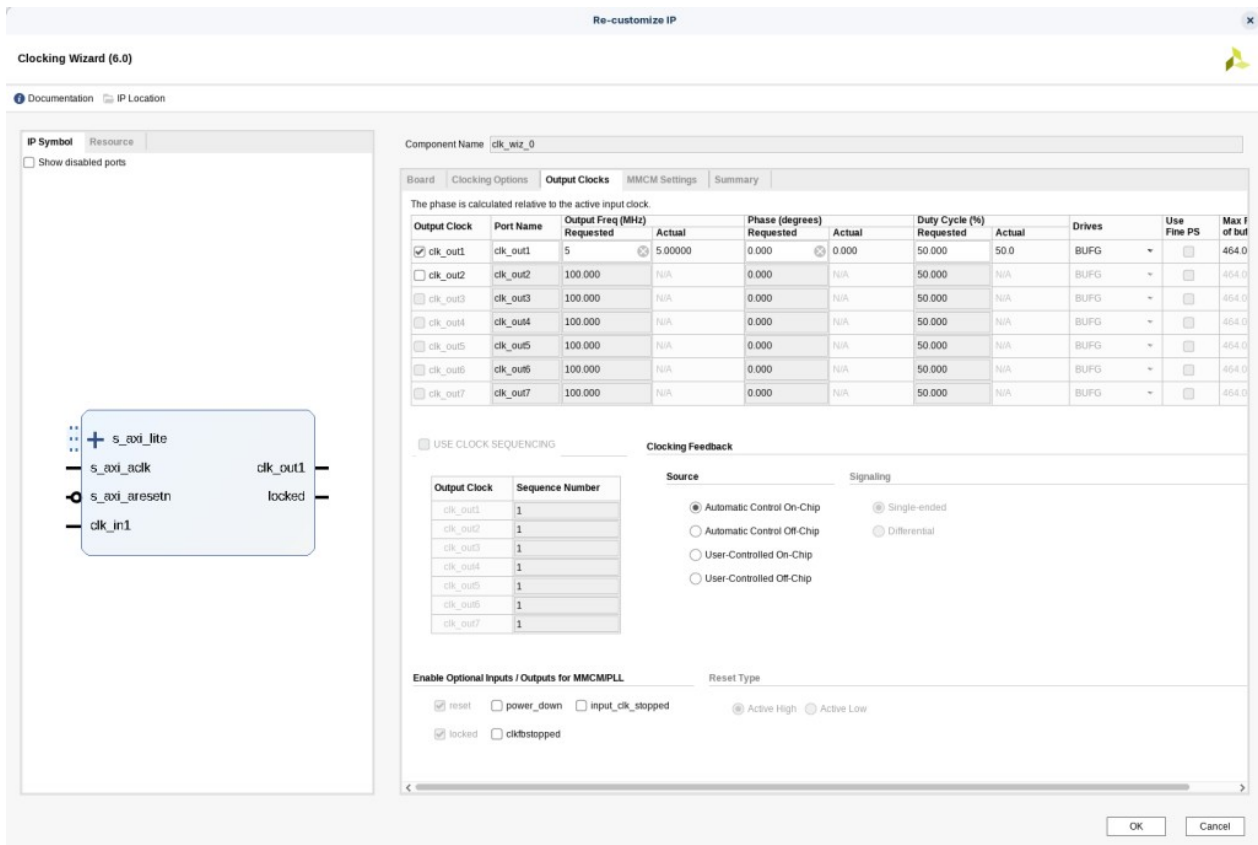 Re-customize IP
Clocking Wizard (6.0)
Documentation IP Location
IP Symbol Resource
Show disabled ports
s_axi_lite
s_axi_aclk clk_out1
s_axi_aresetn locked
clk_in1
Component Name clk_wiz_0
Board Clocking Options Output Clocks MMCM Settings Summary
The phase is calculated relative to the active input clock.
Output Clock Port Name Output Freq (MHz) Phase (degrees) Duty Cycle (%) Drives Use Fine PS Max F of buf
Requested Actual Requested Actual Requested Actual
clk_out1 clk_out1 5 5.00000 0.000 0.000 50.000 50.0 BUFG 464.0
clk_out2 clk_out2 100.000 N/A 0.000 N/A 50.000 N/A BUFG 464.0
clk_out3 clk_out3 100.000 N/A 0.000 N/A 50.000 N/A BUFG 464.0
clk_out4 clk_out4 100.000 N/A 0.000 N/A 50.000 N/A BUFG 464.0
clk_out5 clk_out5 100.000 N/A 0.000 N/A 50.000 N/A BUFG 464.0
clk_out6 clk_out6 100.000 N/A 0.000 N/A 50.000 N/A BUFG 464.0
clk_out7 clk_out7 100.000 N/A 0.000 N/A 50.000 N/A BUFG 464.0
USE CLOCK SEQUENCING
Output Clock Sequence Number
clk_out1 1
clk_out2 1
clk_out3 1
clk_out4 1
clk_out5 1
clk_out6 1
clk_out7 1
Clocking Feedback
Source Signaling
Automatic Control On-Chip Single-ended
Automatic Control Off-Chip Differential
User-Controlled On-Chip
User-Controlled Off-Chip
Enable Optional Inputs / Outputs for MMCM/PLL Reset Type
reset power_down input_clk_stopped Active High Active Low
locked clkfbstopped
OK Cancel